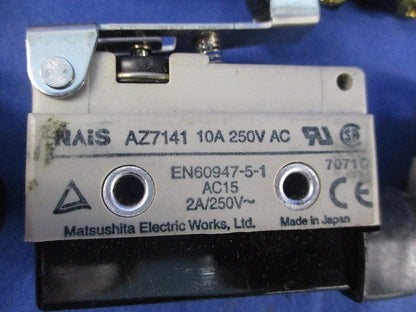 NAiS AZ7141 10A 250V AC
EN60947-5-1
AC15
2A/250V~
Matsushita Electric Works, Ltd. Made in Japan